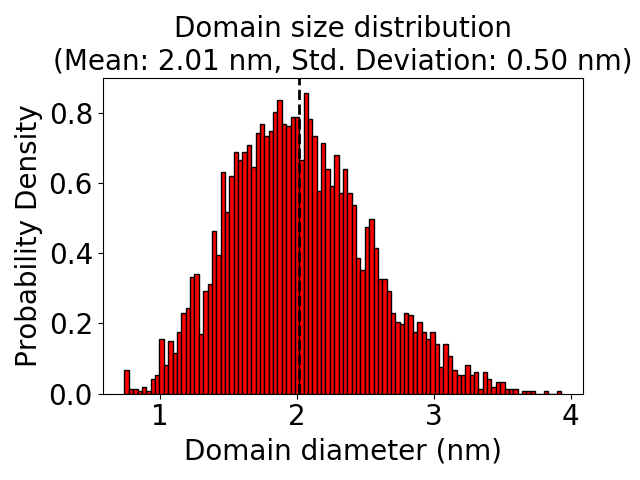 Domain size distribution
(Mean: 2.01 nm, Std. Deviation: 0.50 nm)
Probability Density
0.8
0.6
0.4
0.2
0.0
1 2 3 4
Domain diameter (nm)